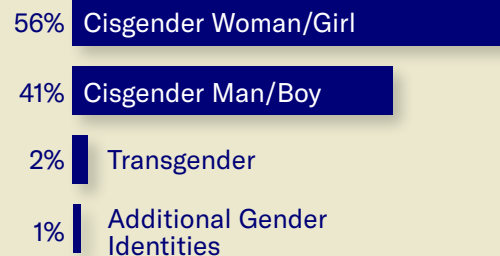 56% Cisgender Woman/Girl
41% Cisgender Man/Boy
2% Transgender
1% Additional Gender
Identities